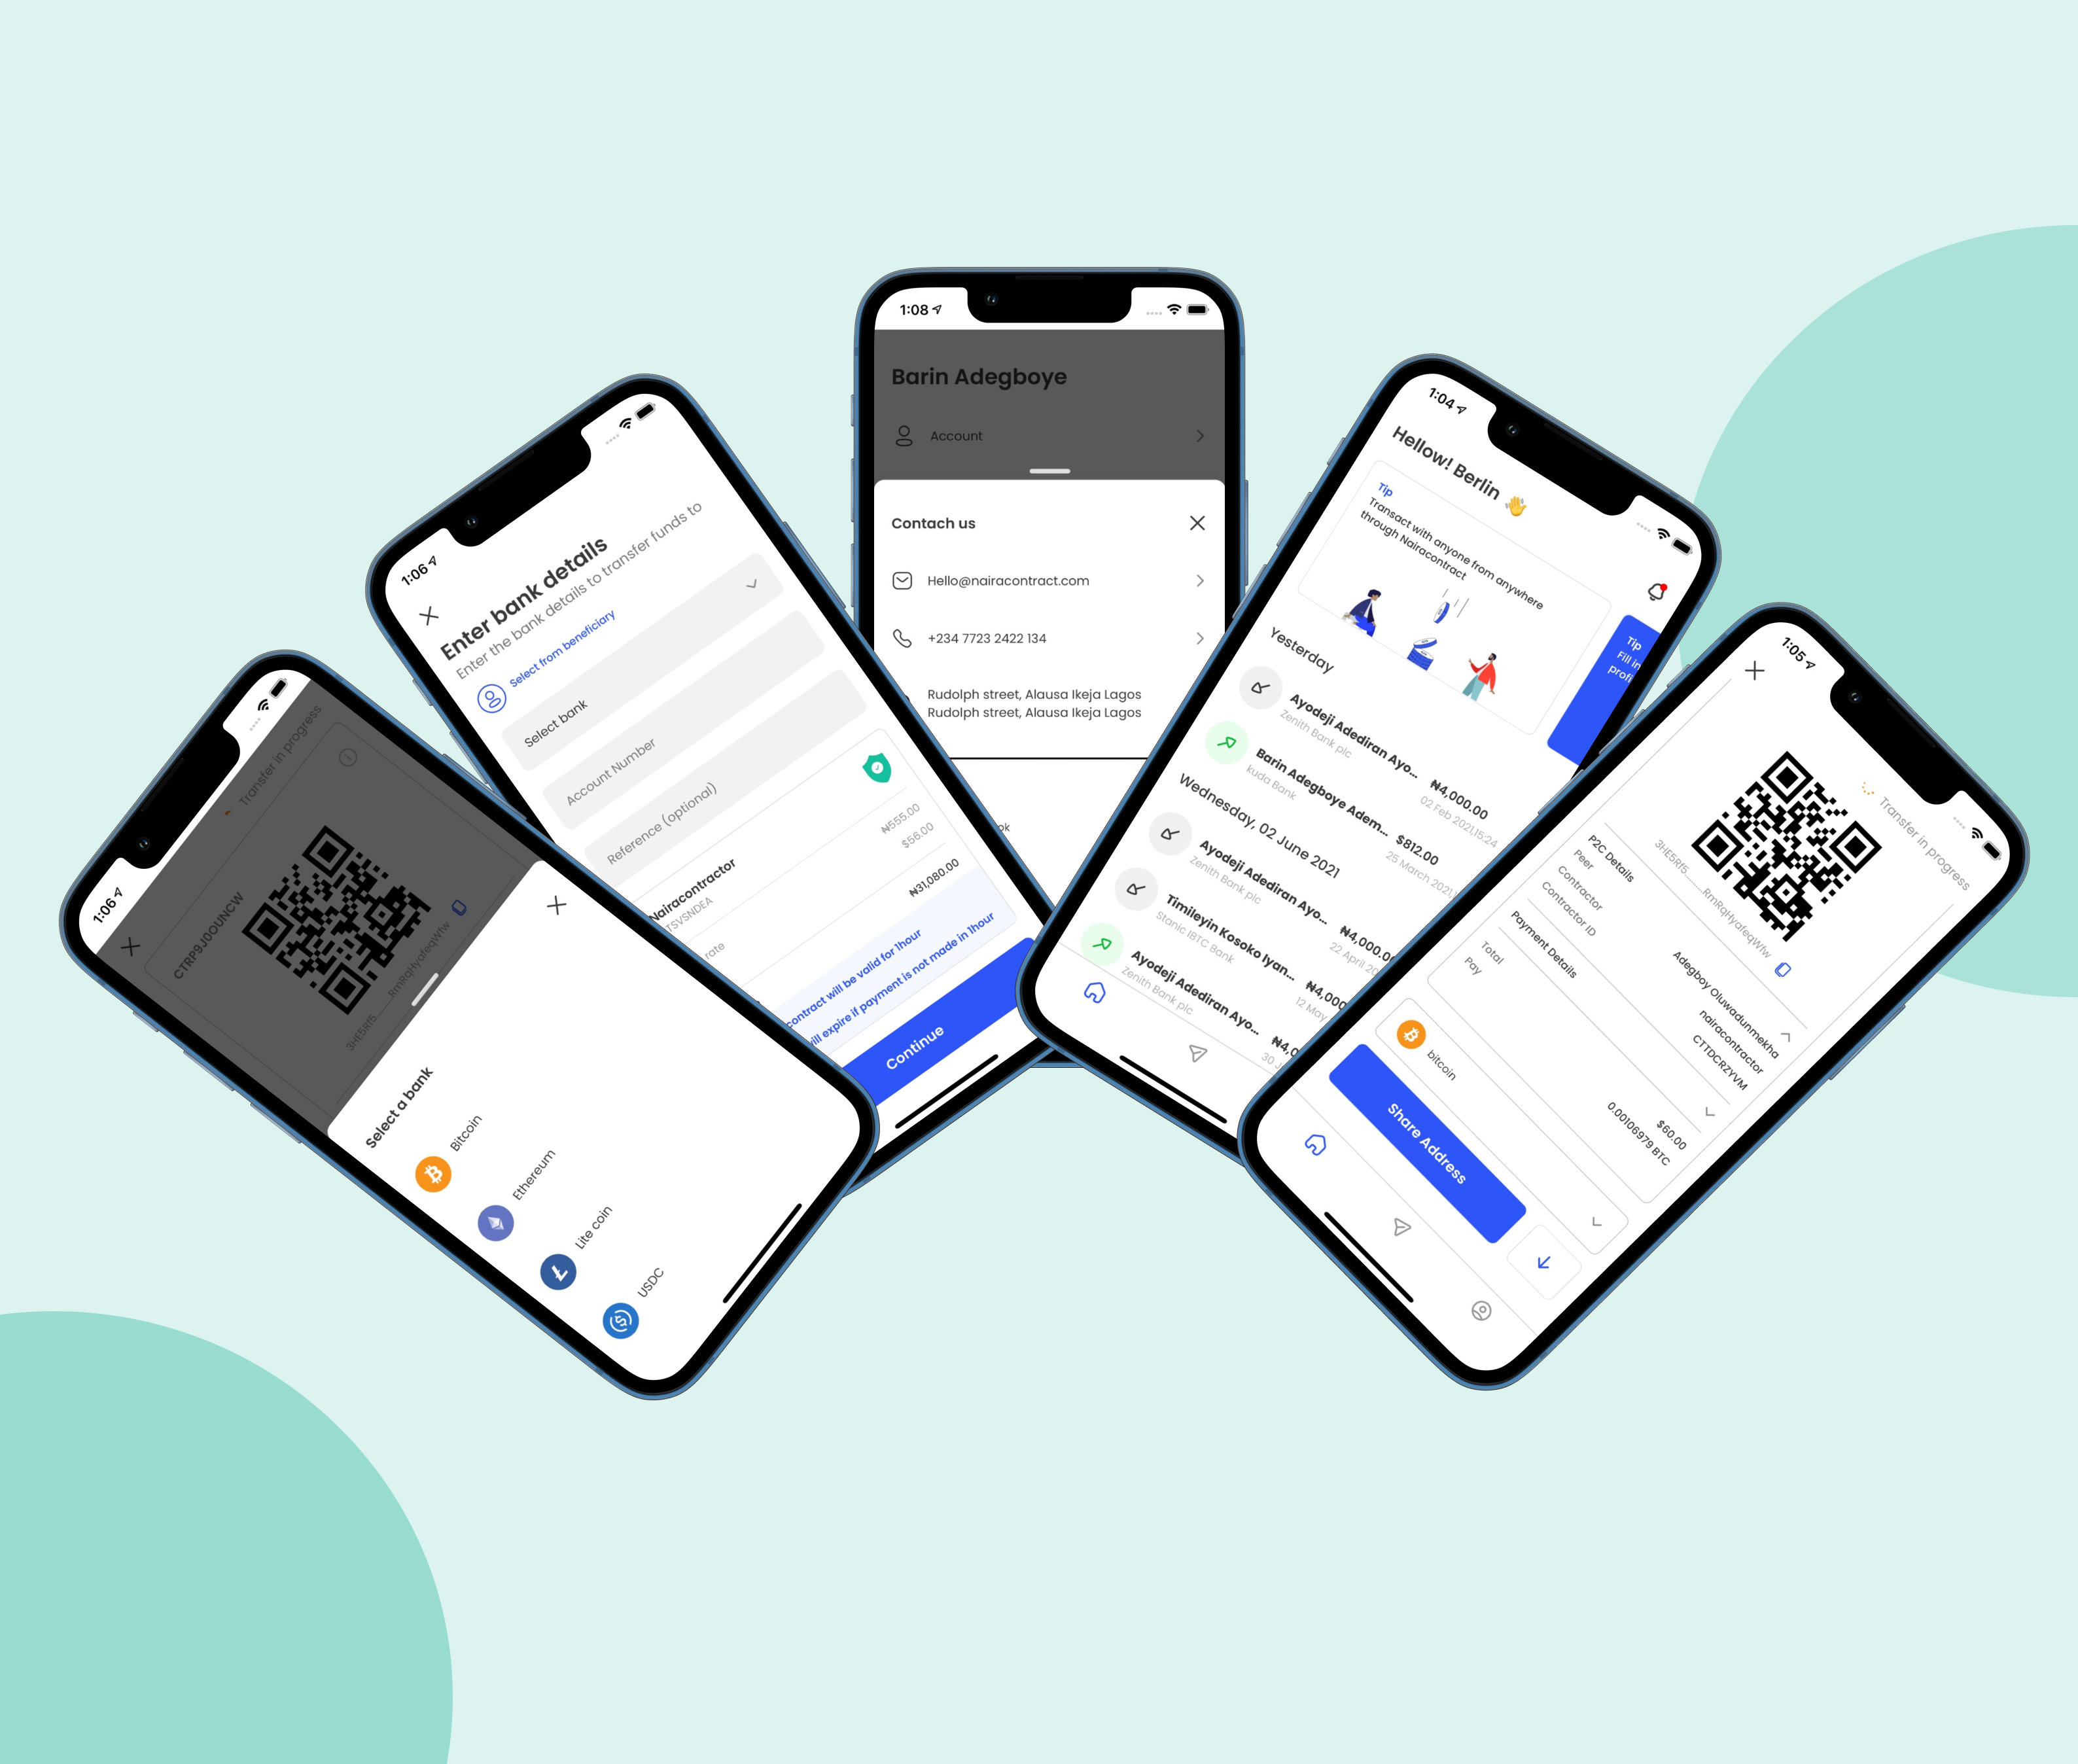 1:06
Transfer in progress
CTRP9J0OUNCW
3HE5Rf5......RmRqHyafeqWfw
Select a bank
Bitcoin
Ethereum
Lite coin
USDC
1:06
Enter bank details
Enter the bank details to transfer funds to
Select from beneficiary
Select bank
Account Number
Reference (optional)
Nairacontractor
TSVSNDEA
₦555.00
rate
$56.00
₦31,080.00
contract will be valid for 1hour
will expire if payment is not made in 1hour
Continue
1:08
Barin Adegboye
Account
Contach us
Hello@nairacontract.com
+234 7723 2422 134
Rudolph street, Alausa Ikeja Lagos
Rudolph street, Alausa Ikeja Lagos
ok
1:04
Hellow! Berlin 👋
Tip
Transact with anyone from anywhere
through Nairacontract
Tip
Fill in
profi
Yesterday
Ayodeji Adediran Ayo... ₦4,000.00
Zenith Bank plc 02 Feb 2021,15:24
Barin Adegboye Adem... $812.00
kuda Bank 25 March 2021,
Wednesday, 02 June 2021
Ayodeji Adediran Ayo... ₦4,000.00
Zenith Bank plc 22 April 20
Timileyin Kosoko Iyan... ₦4,000
Stanic IBTC Bank 12 May
Ayodeji Adediran Ayo... ₦4,0
Zenith Bank plc 30 J
1:05
Transfer in progress
3HE5Rf5......RmRqHyafeqWfw
P2C Details
Peer Adegboy Oluwadunmekha
Contractor nairacontractor
Contractor ID CTTDCRZYVM
Payment Details
Total $60.00
Pay 0.00106979 BTC
bitcoin
Share Address